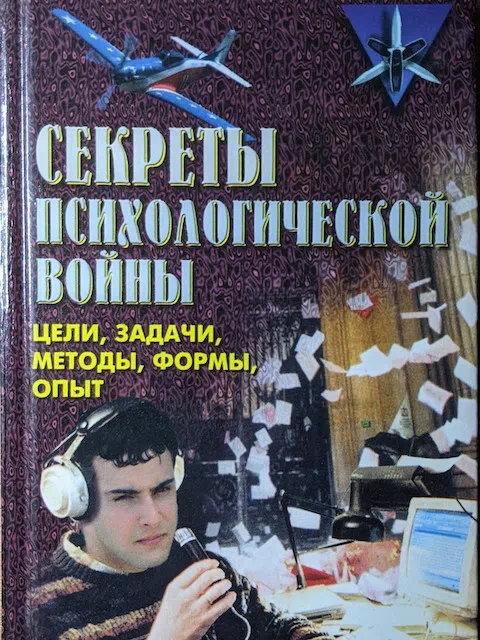 СЕКРЕТЫ
ПСИХОЛОГИЧЕСКОЙ
ВОЙНЫ
ЦЕЛИ, ЗАДАЧИ,
МЕТОДЫ, ФОРМЫ,
ОПЫТ